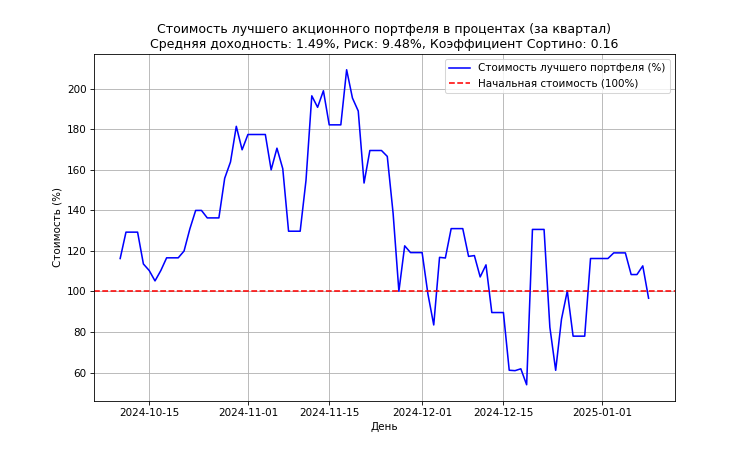 Стоимость лучшего акционного портфеля в процентах (за квартал)
Средняя доходность: 1.49%, Риск: 9.48%, Коэффициент Сортино: 0.16
Стоимость лучшего портфеля (%)
Начальная стоимость (100%)
Стоимость (%)
200
180
160
140
120
100
80
60
2024-10-15
2024-11-01
2024-11-15
2024-12-01
2024-12-15
2025-01-01
День